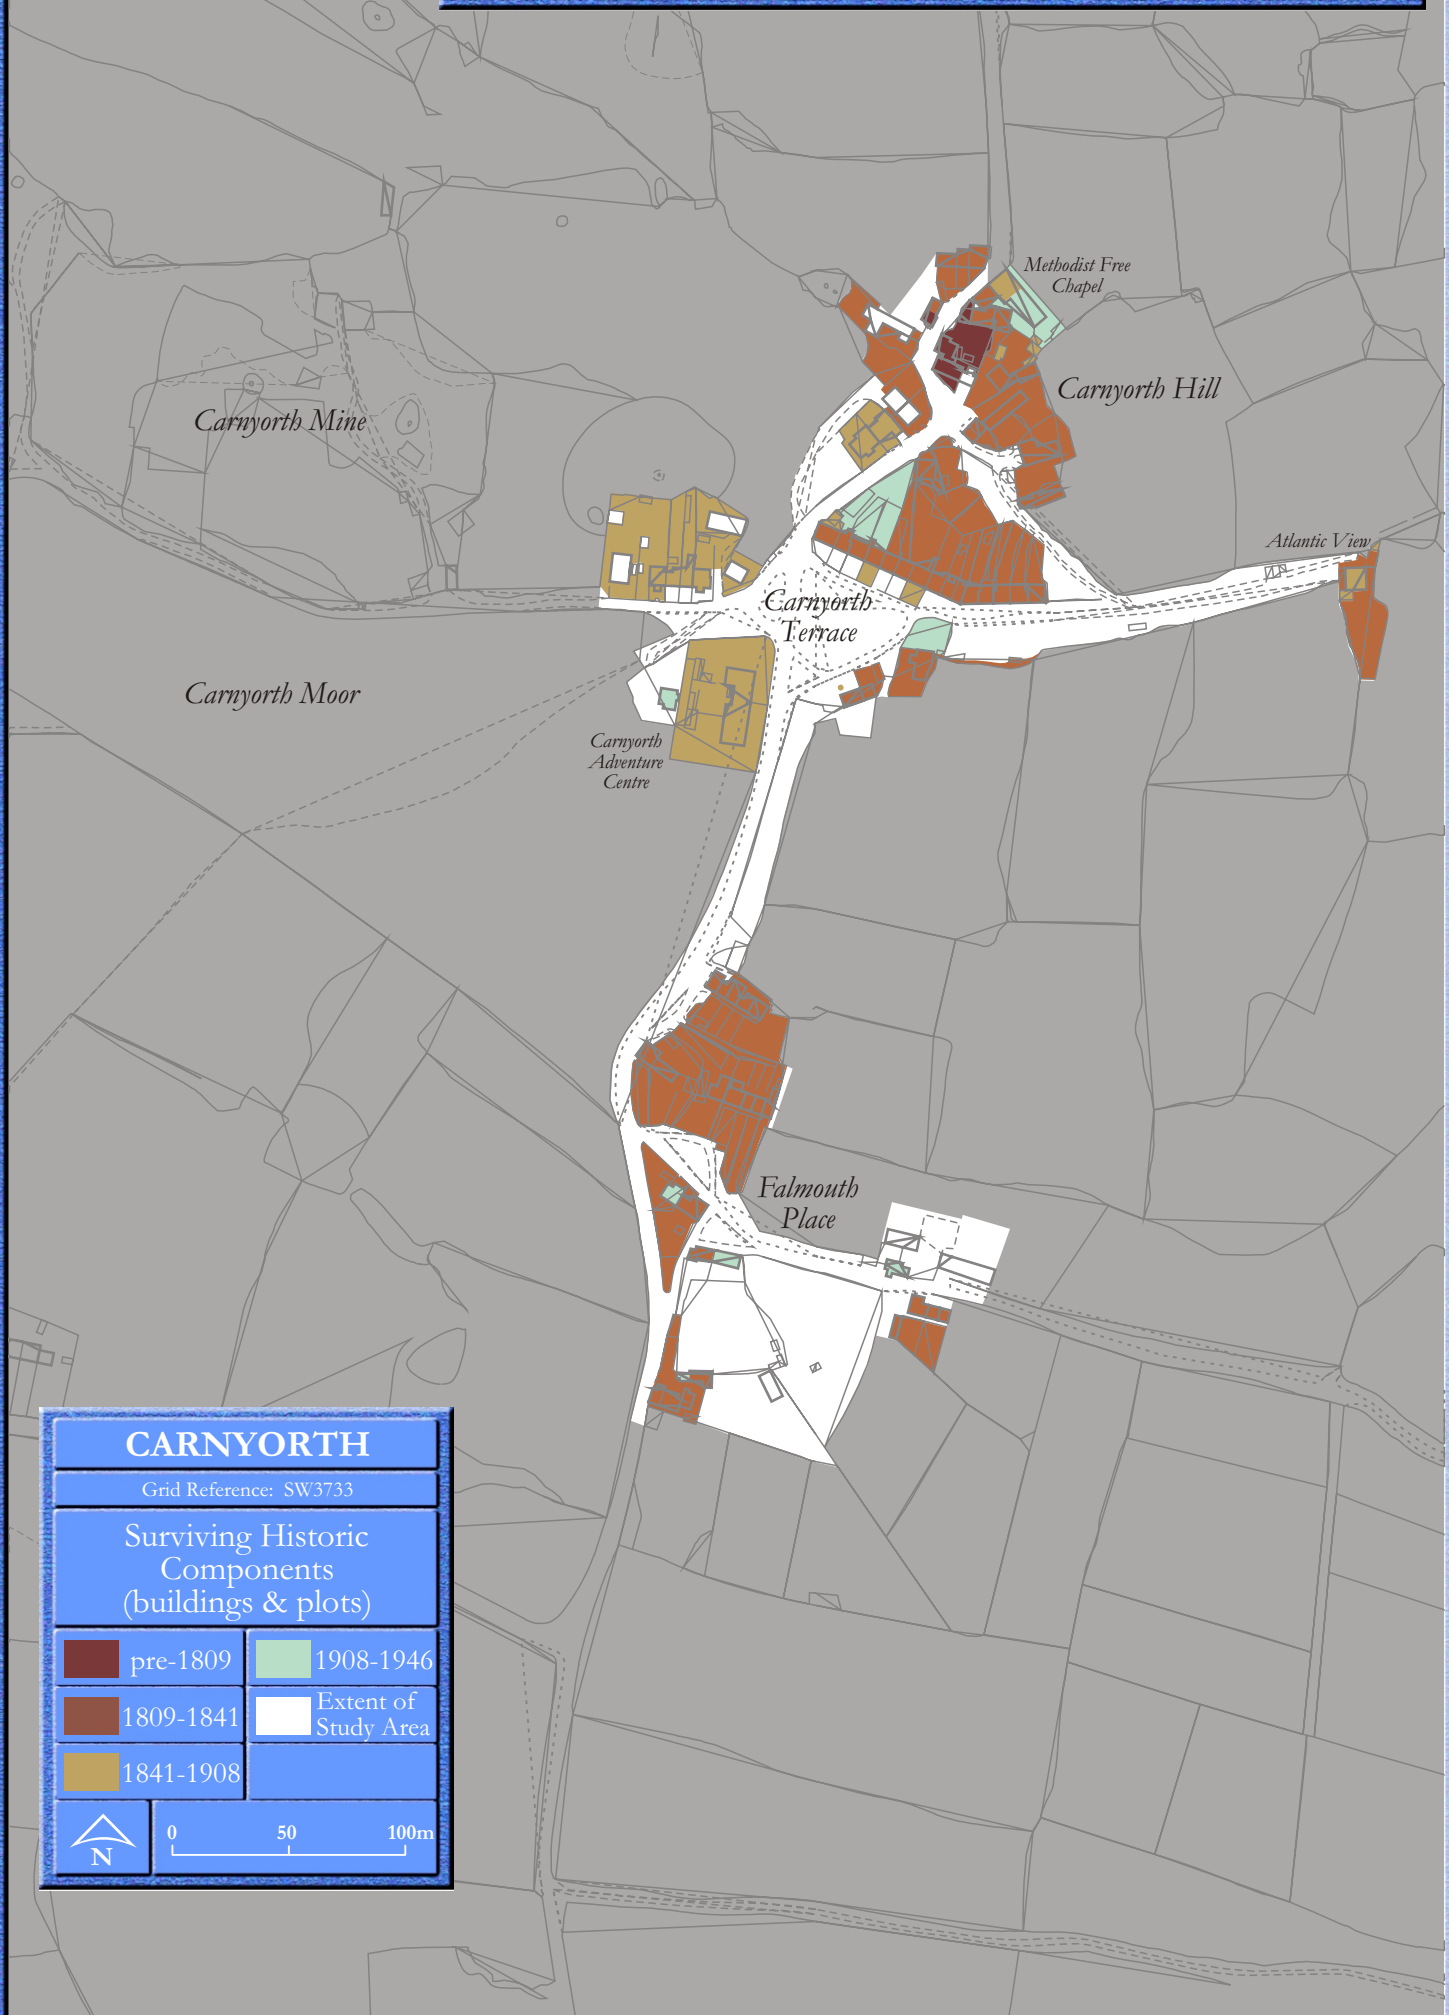 Methodist Free
Chapel
Carnyorth Hill
Carnyorth Mine
Atlantic View
Carnyorth
Terrace
Carnyorth Moor
Carnyorth
Adventure
Centre
Falmouth
Place
CARNYORTH
Grid Reference: SW3733
Surviving Historic
Components
(buildings & plots)
pre-1809
1908-1946
1809-1841
Extent of
Study Area
1841-1908
N
0 50 100m